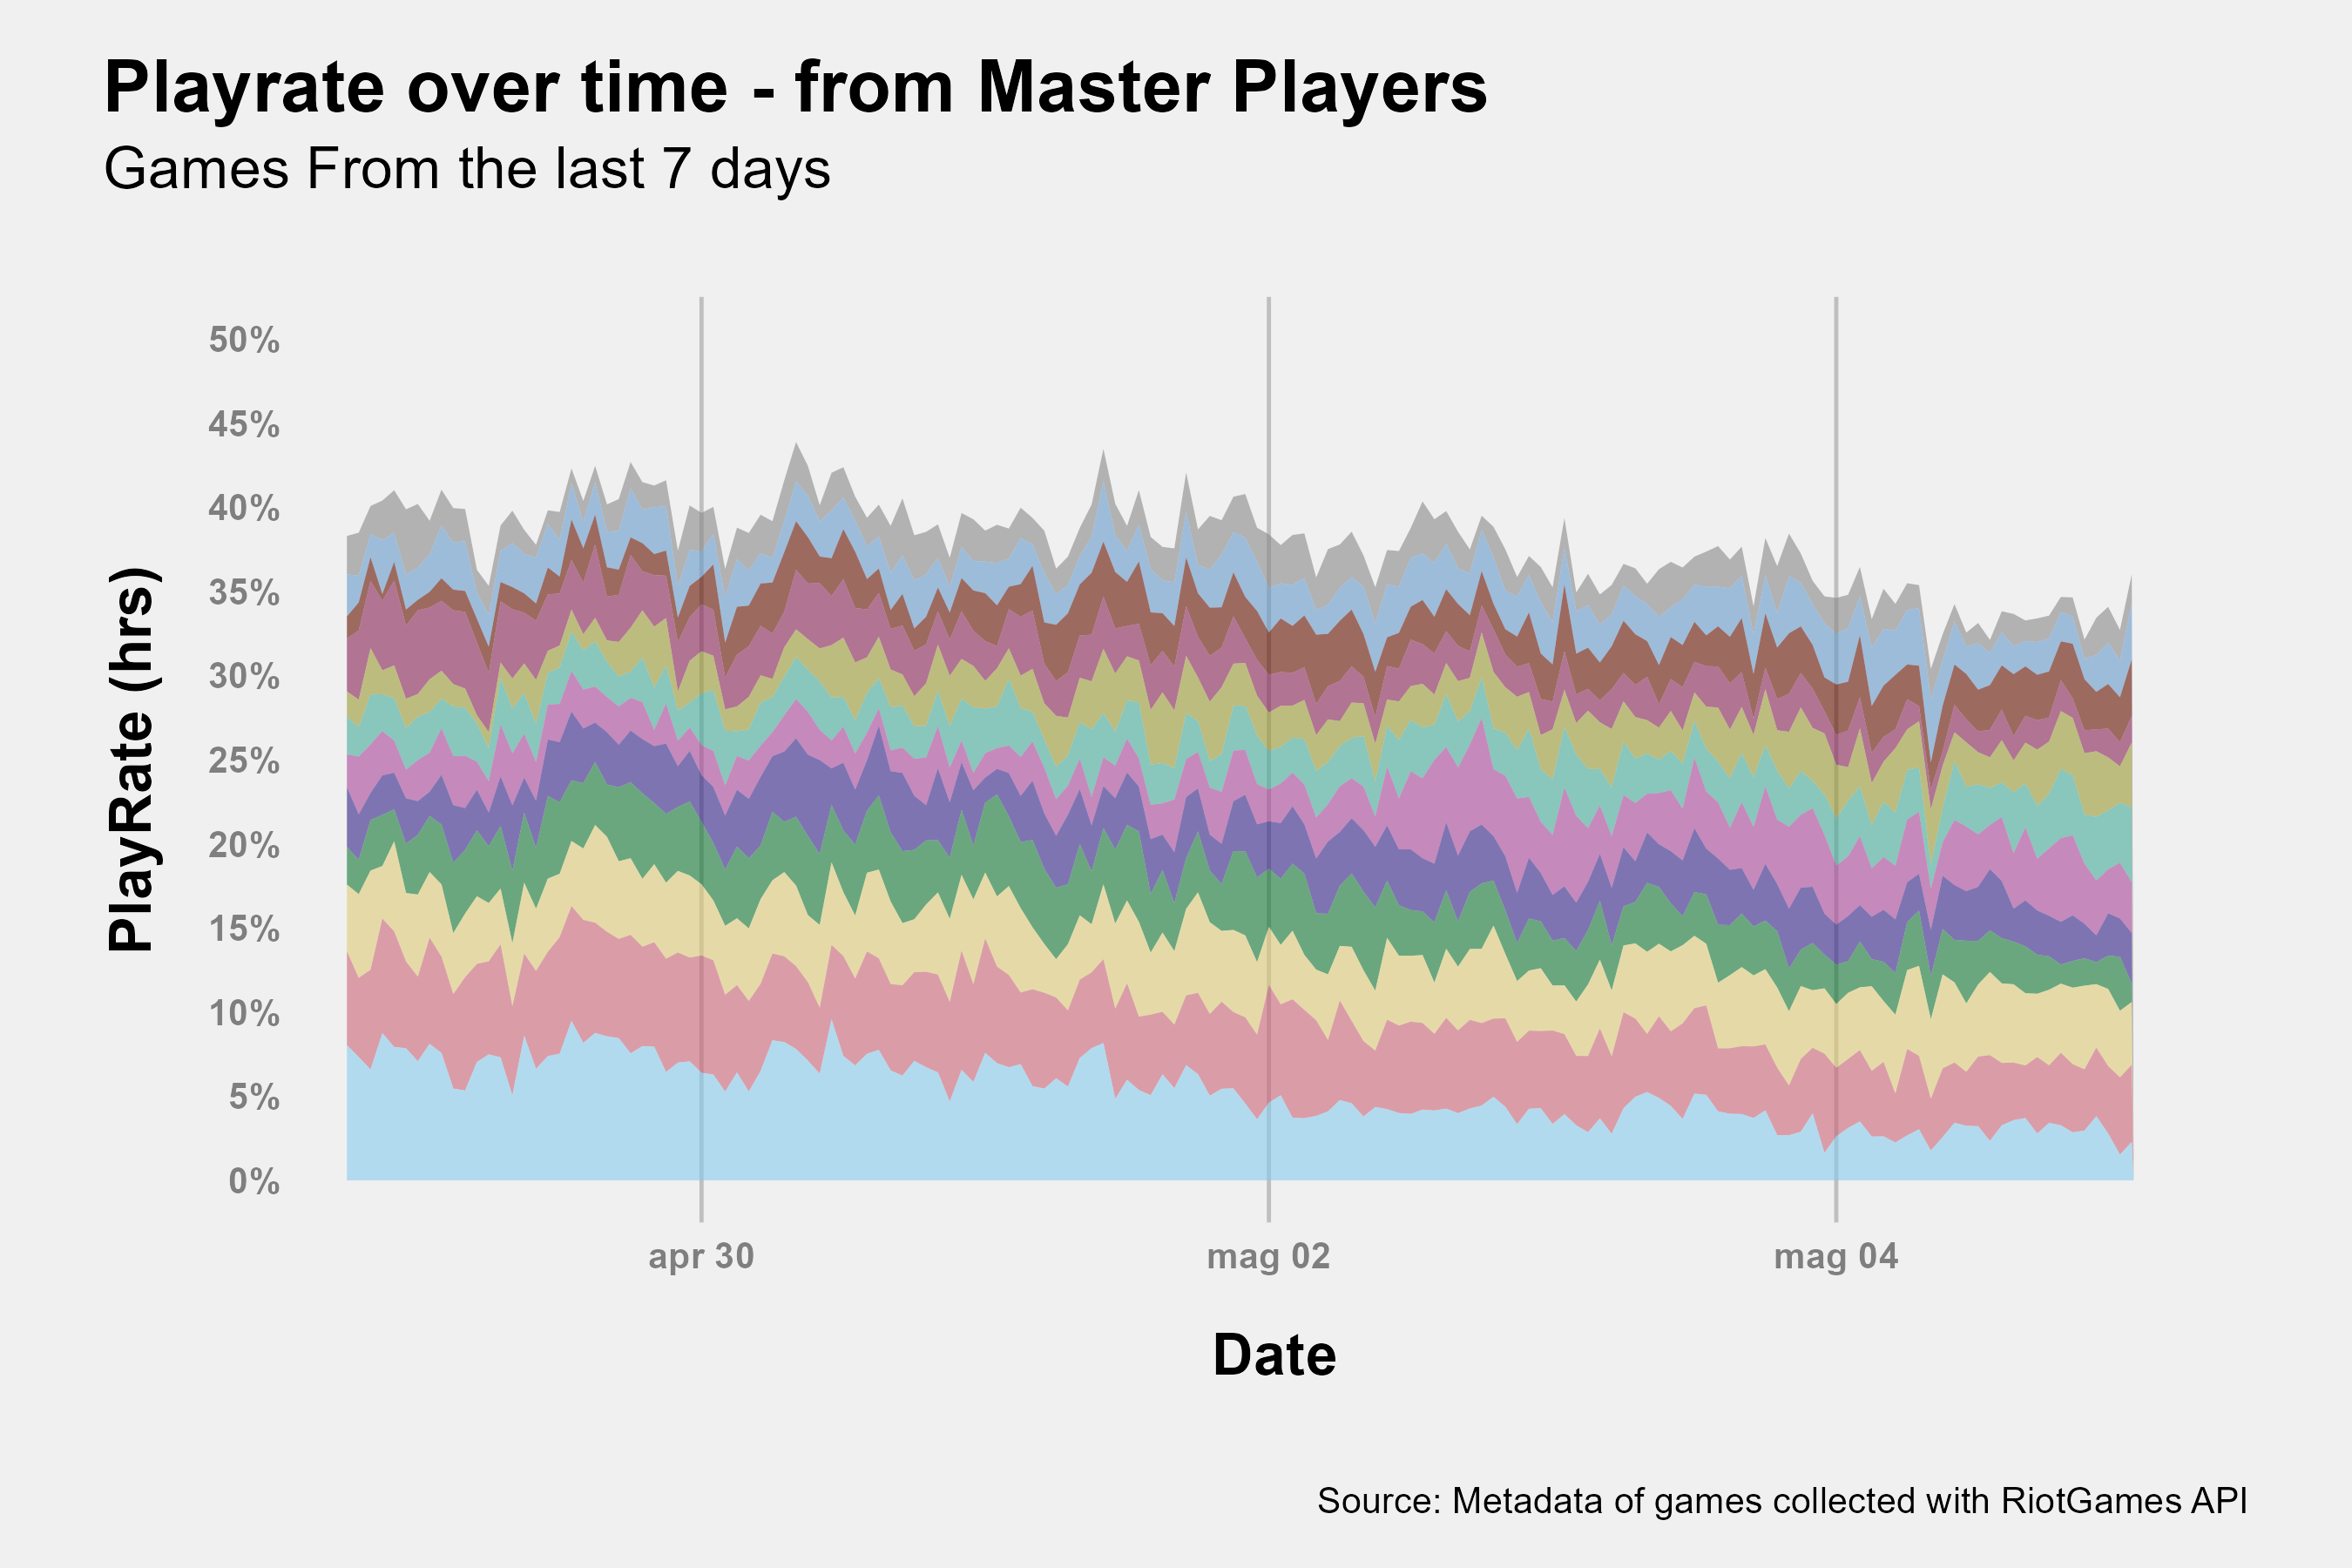 Playrate over time - from Master Players
Games From the last 7 days
PlayRate (hrs)
50%
45%
40%
35%
30%
25%
20%
15%
10%
5%
0%
apr 30
mag 02
mag 04
Date
Source: Metadata of games collected with RiotGames API